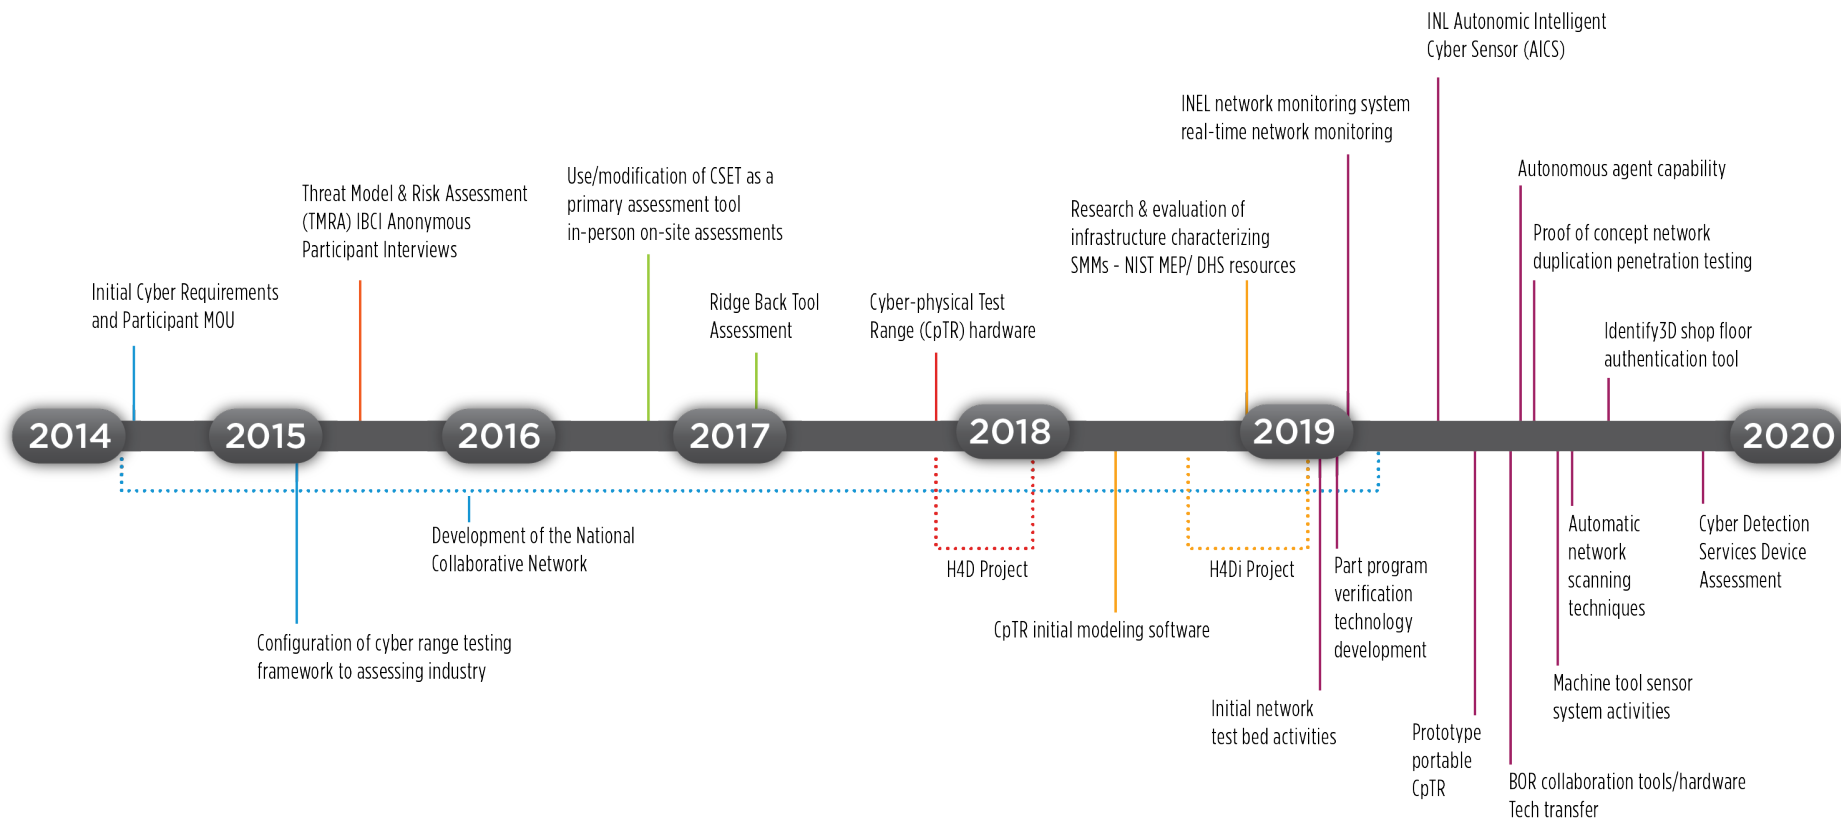 INL Autonomic Intelligent
Cyber Sensor (AICS)
INEL network monitoring system
real-time network monitoring
Autonomous agent capability
Use/modification of CSET as a
primary assessment tool
in-person on-site assessments
Threat Model & Risk Assessment
(TMRA) IBCI Anonymous
Participant Interviews
Research & evaluation of
infrastructure characterizing
SMMs - NIST MEP/ DHS resources
Proof of concept network
duplication penetration testing
Initial Cyber Requirements
and Participant MOU
Ridge Back Tool
Assessment
Cyber-physical Test
Range (CpTR) hardware
Identify3D shop floor
authentication tool
2014
2015
2016
2017
2018
2019
2020
Development of the National
Collaborative Network
Configuration of cyber range testing
framework to assessing industry
H4D Project
CpTR initial modeling software
H4Di Project
Part program
verification
technology
development
Initial network
test bed activities
Automatic
network
scanning
techniques
Cyber Detection
Services Device
Assessment
Machine tool sensor
system activities
Prototype
portable
CpTR
BOR collaboration tools/hardware
Tech transfer